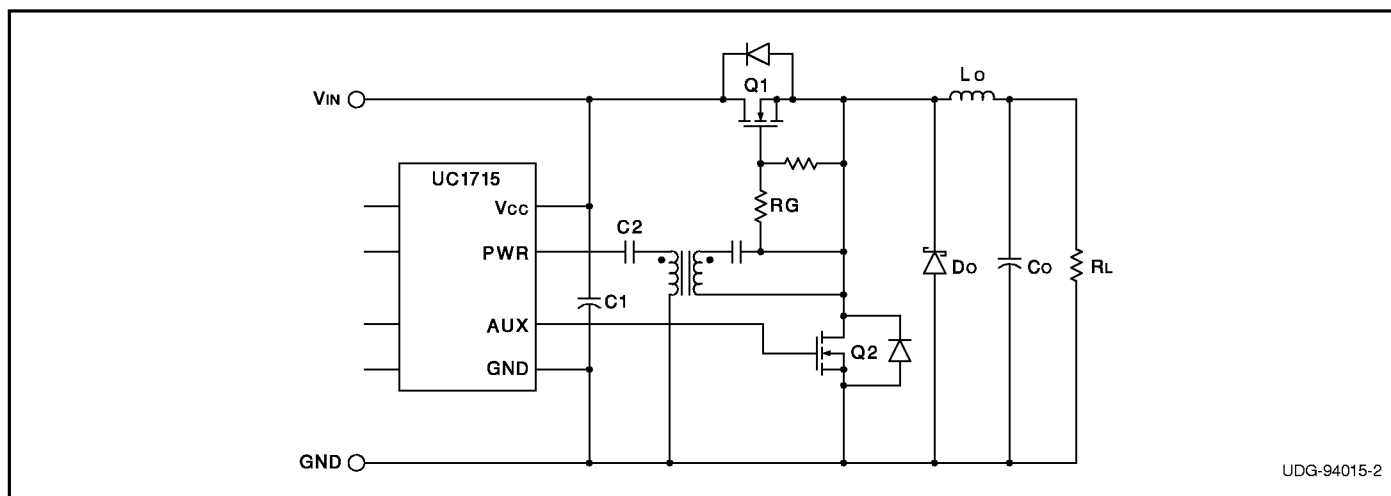 Q1
Lo
VIN
UC1715
Vcc
RG
C2
PWR
Do
Co
RL
C1
AUX
Q2
GND
GND
UDG-94015-2